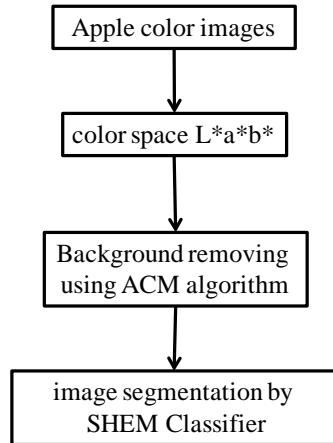 Apple color images
color space L*a*b*
Background removing
using ACM algorithm
image segmentation by
SHEM Classifier